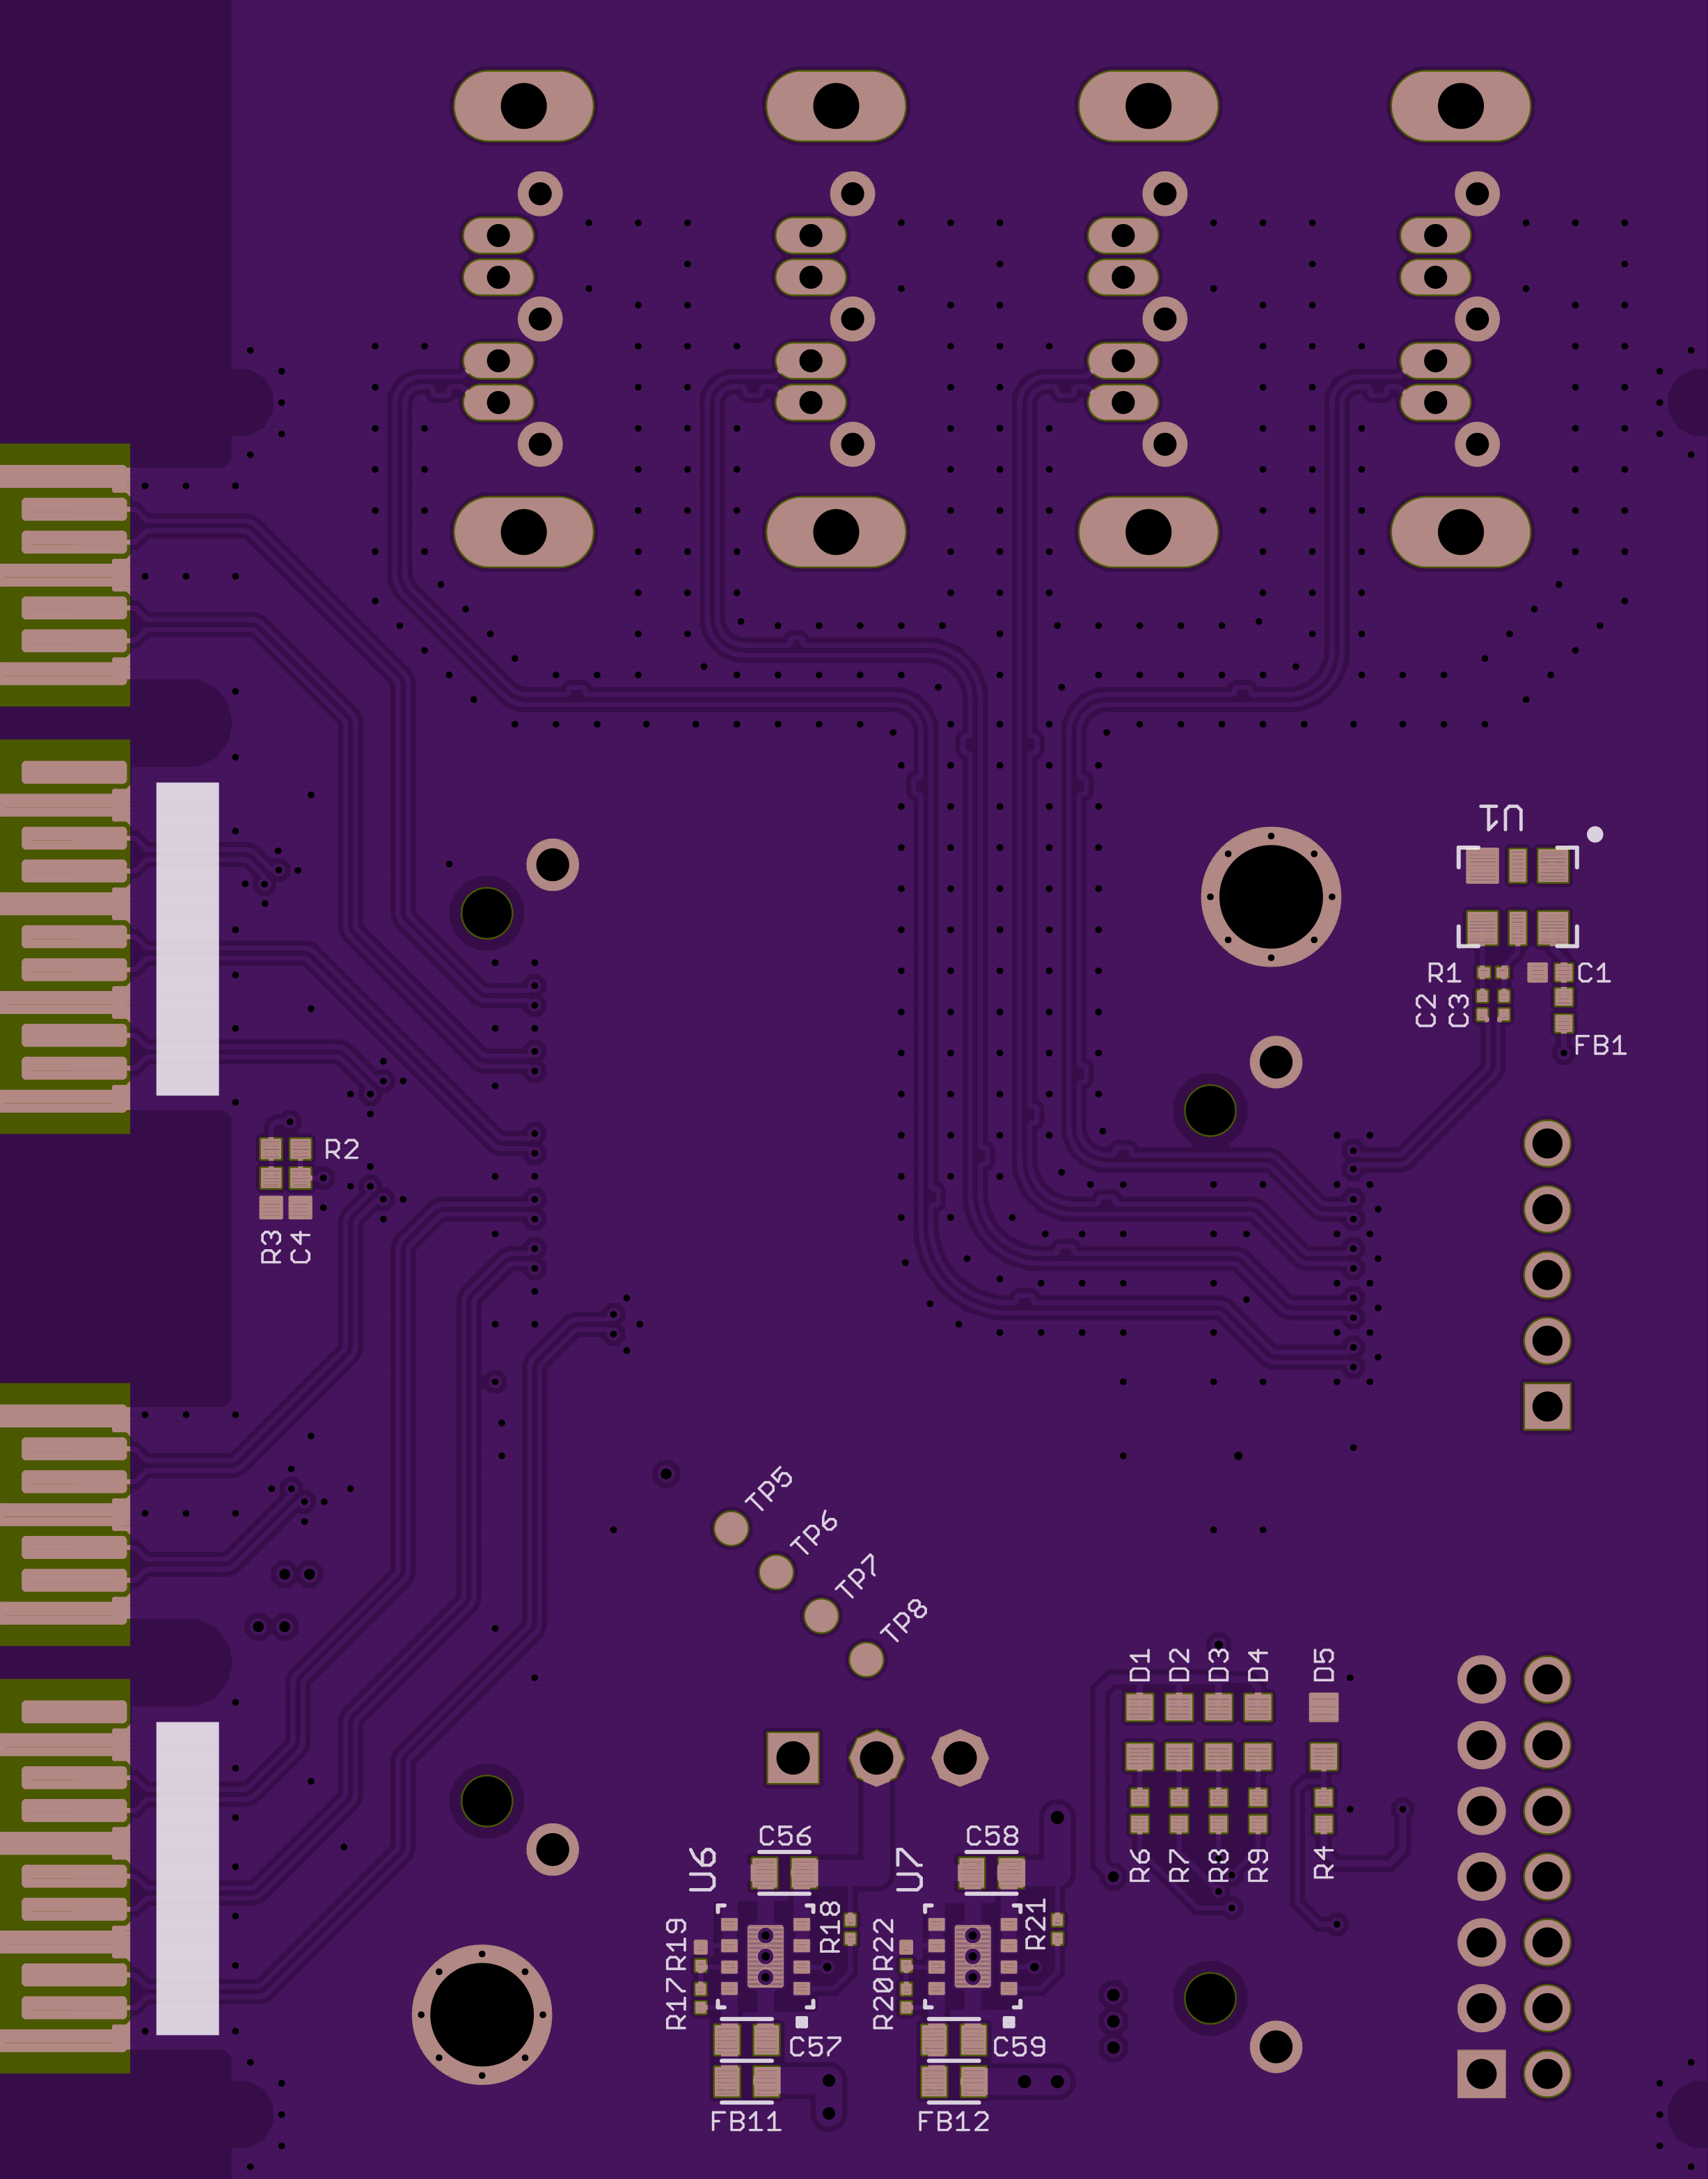 U1
R1
C1
C2
C3
FB1
R2
R3
C4
TP5
TP6
TP7
TP8
D1
D2
D3
D4
D5
C56
C58
U6
U7
R6
R7
R8
R9
R4
R18
R21
R19
R22
R17
R20
C57
C59
FB11
FB12